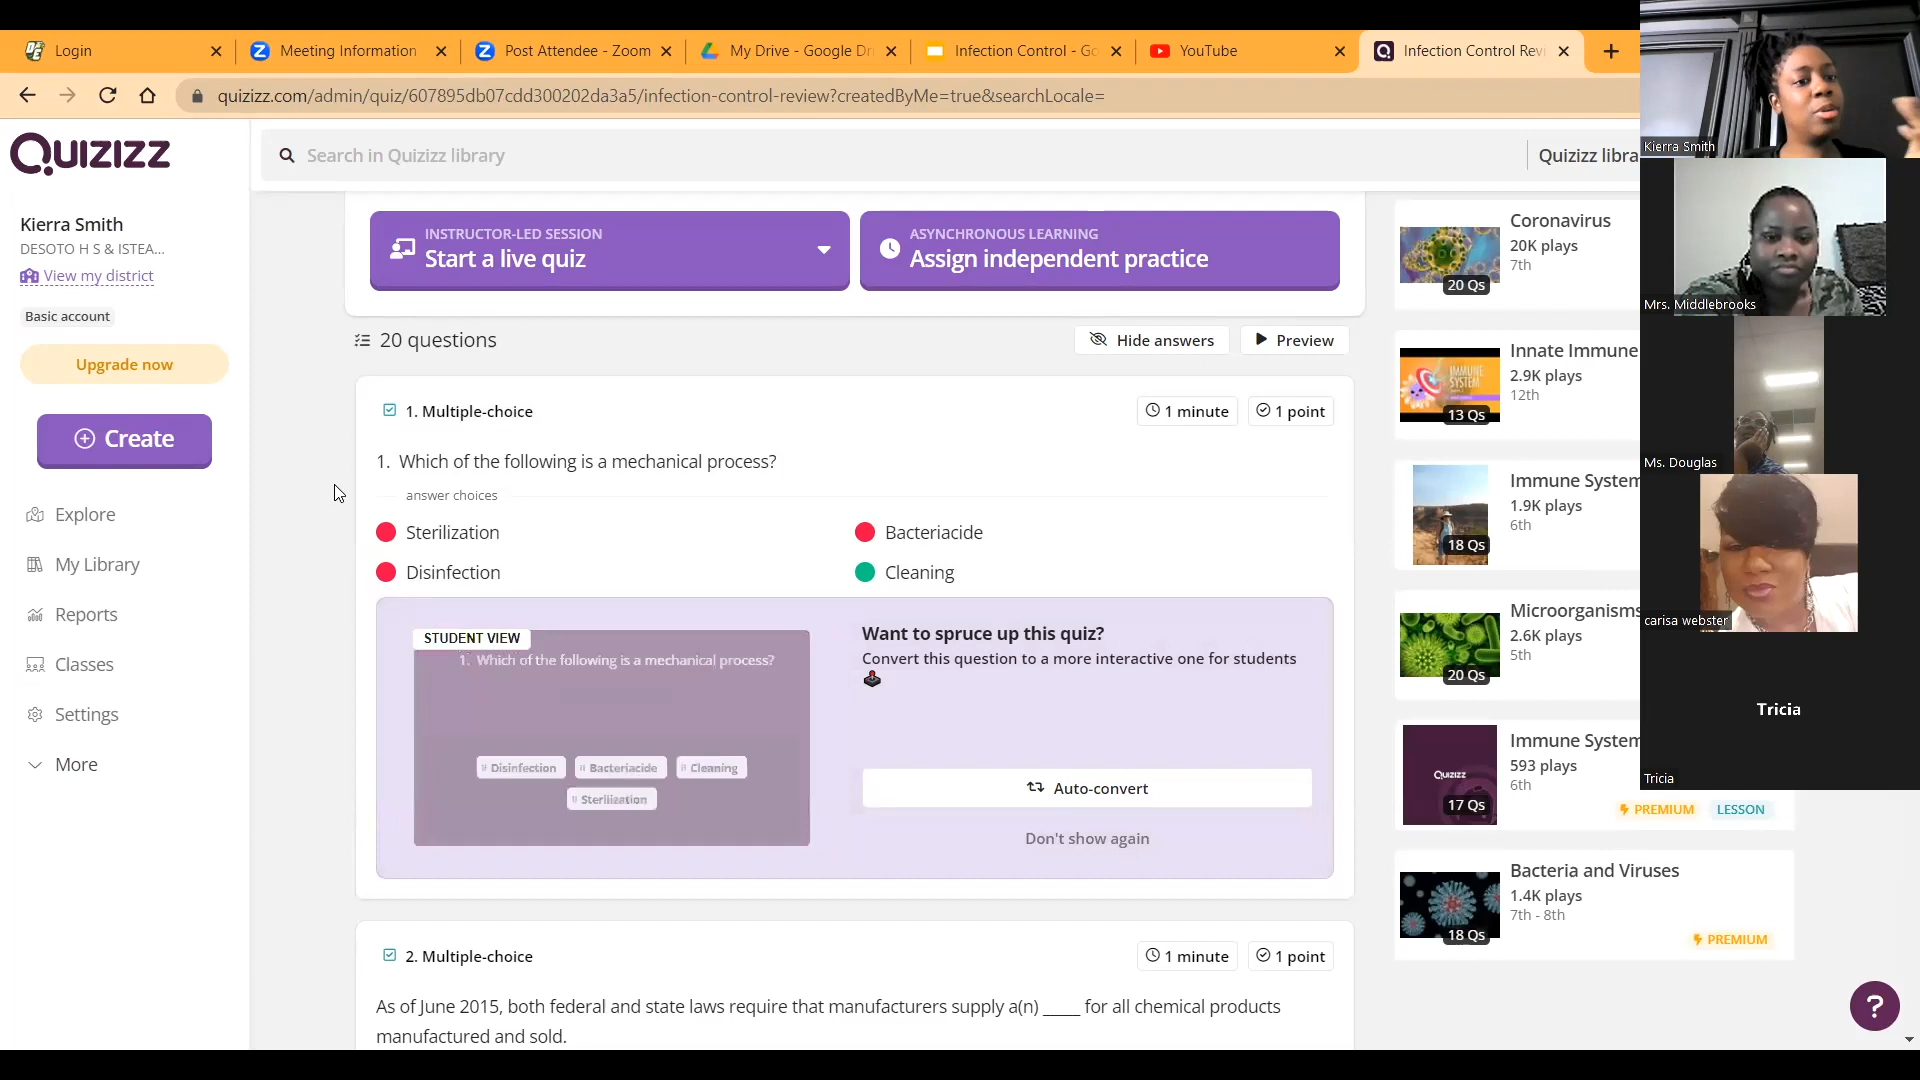 Login
Meeting Information
Post Attendee - Zoom
My Drive - Google Dr
Infection Control - Go
YouTube
Infection Control Revi
quizizz.com/admin/quiz/607895db07cdd300202da3a5/infection-control-review?createdByMe=true&searchLocale=
QUIZIZZ
Search in Quizizz library
Quizizz libra
Kierra Smith
DESOTO H S & ISTEA...
View my district
Basic account
Upgrade now
Create
Explore
My Library
Reports
Classes
Settings
More
INSTRUCTOR-LED SESSION
Start a live quiz
ASYNCHRONOUS LEARNING
Assign independent practice
20 questions
Hide answers
Preview
1. Multiple-choice
1 minute
1 point
1. Which of the following is a mechanical process?
answer choices
Sterilization
Bacteriacide
Disinfection
Cleaning
STUDENT VIEW
1. Which of the following is a mechanical process?
Disinfection
Bacteriacide
Cleaning
Sterilization
Want to spruce up this quiz?
Convert this question to a more interactive one for students
Auto-convert
Don't show again
2. Multiple-choice
1 minute
1 point
As of June 2015, both federal and state laws require that manufacturers supply a(n) ____ for all chemical products
manufactured and sold.
Coronavirus
20K plays
7th
20 Qs
Innate Immune
2.9K plays
12th
IMMUNE
SYSTEM
13 Qs
Immune System
1.9K plays
6th
18 Qs
Microorganisms
2.6K plays
5th
20 Qs
Immune System
593 plays
6th
QUIZIZZ
17 Qs
PREMIUM
LESSON
Bacteria and Viruses
1.4K plays
7th - 8th
18 Qs
PREMIUM
?
Kierra Smith
Mrs. Middlebrooks
Ms. Douglas
carisa webster
Tricia
Tricia